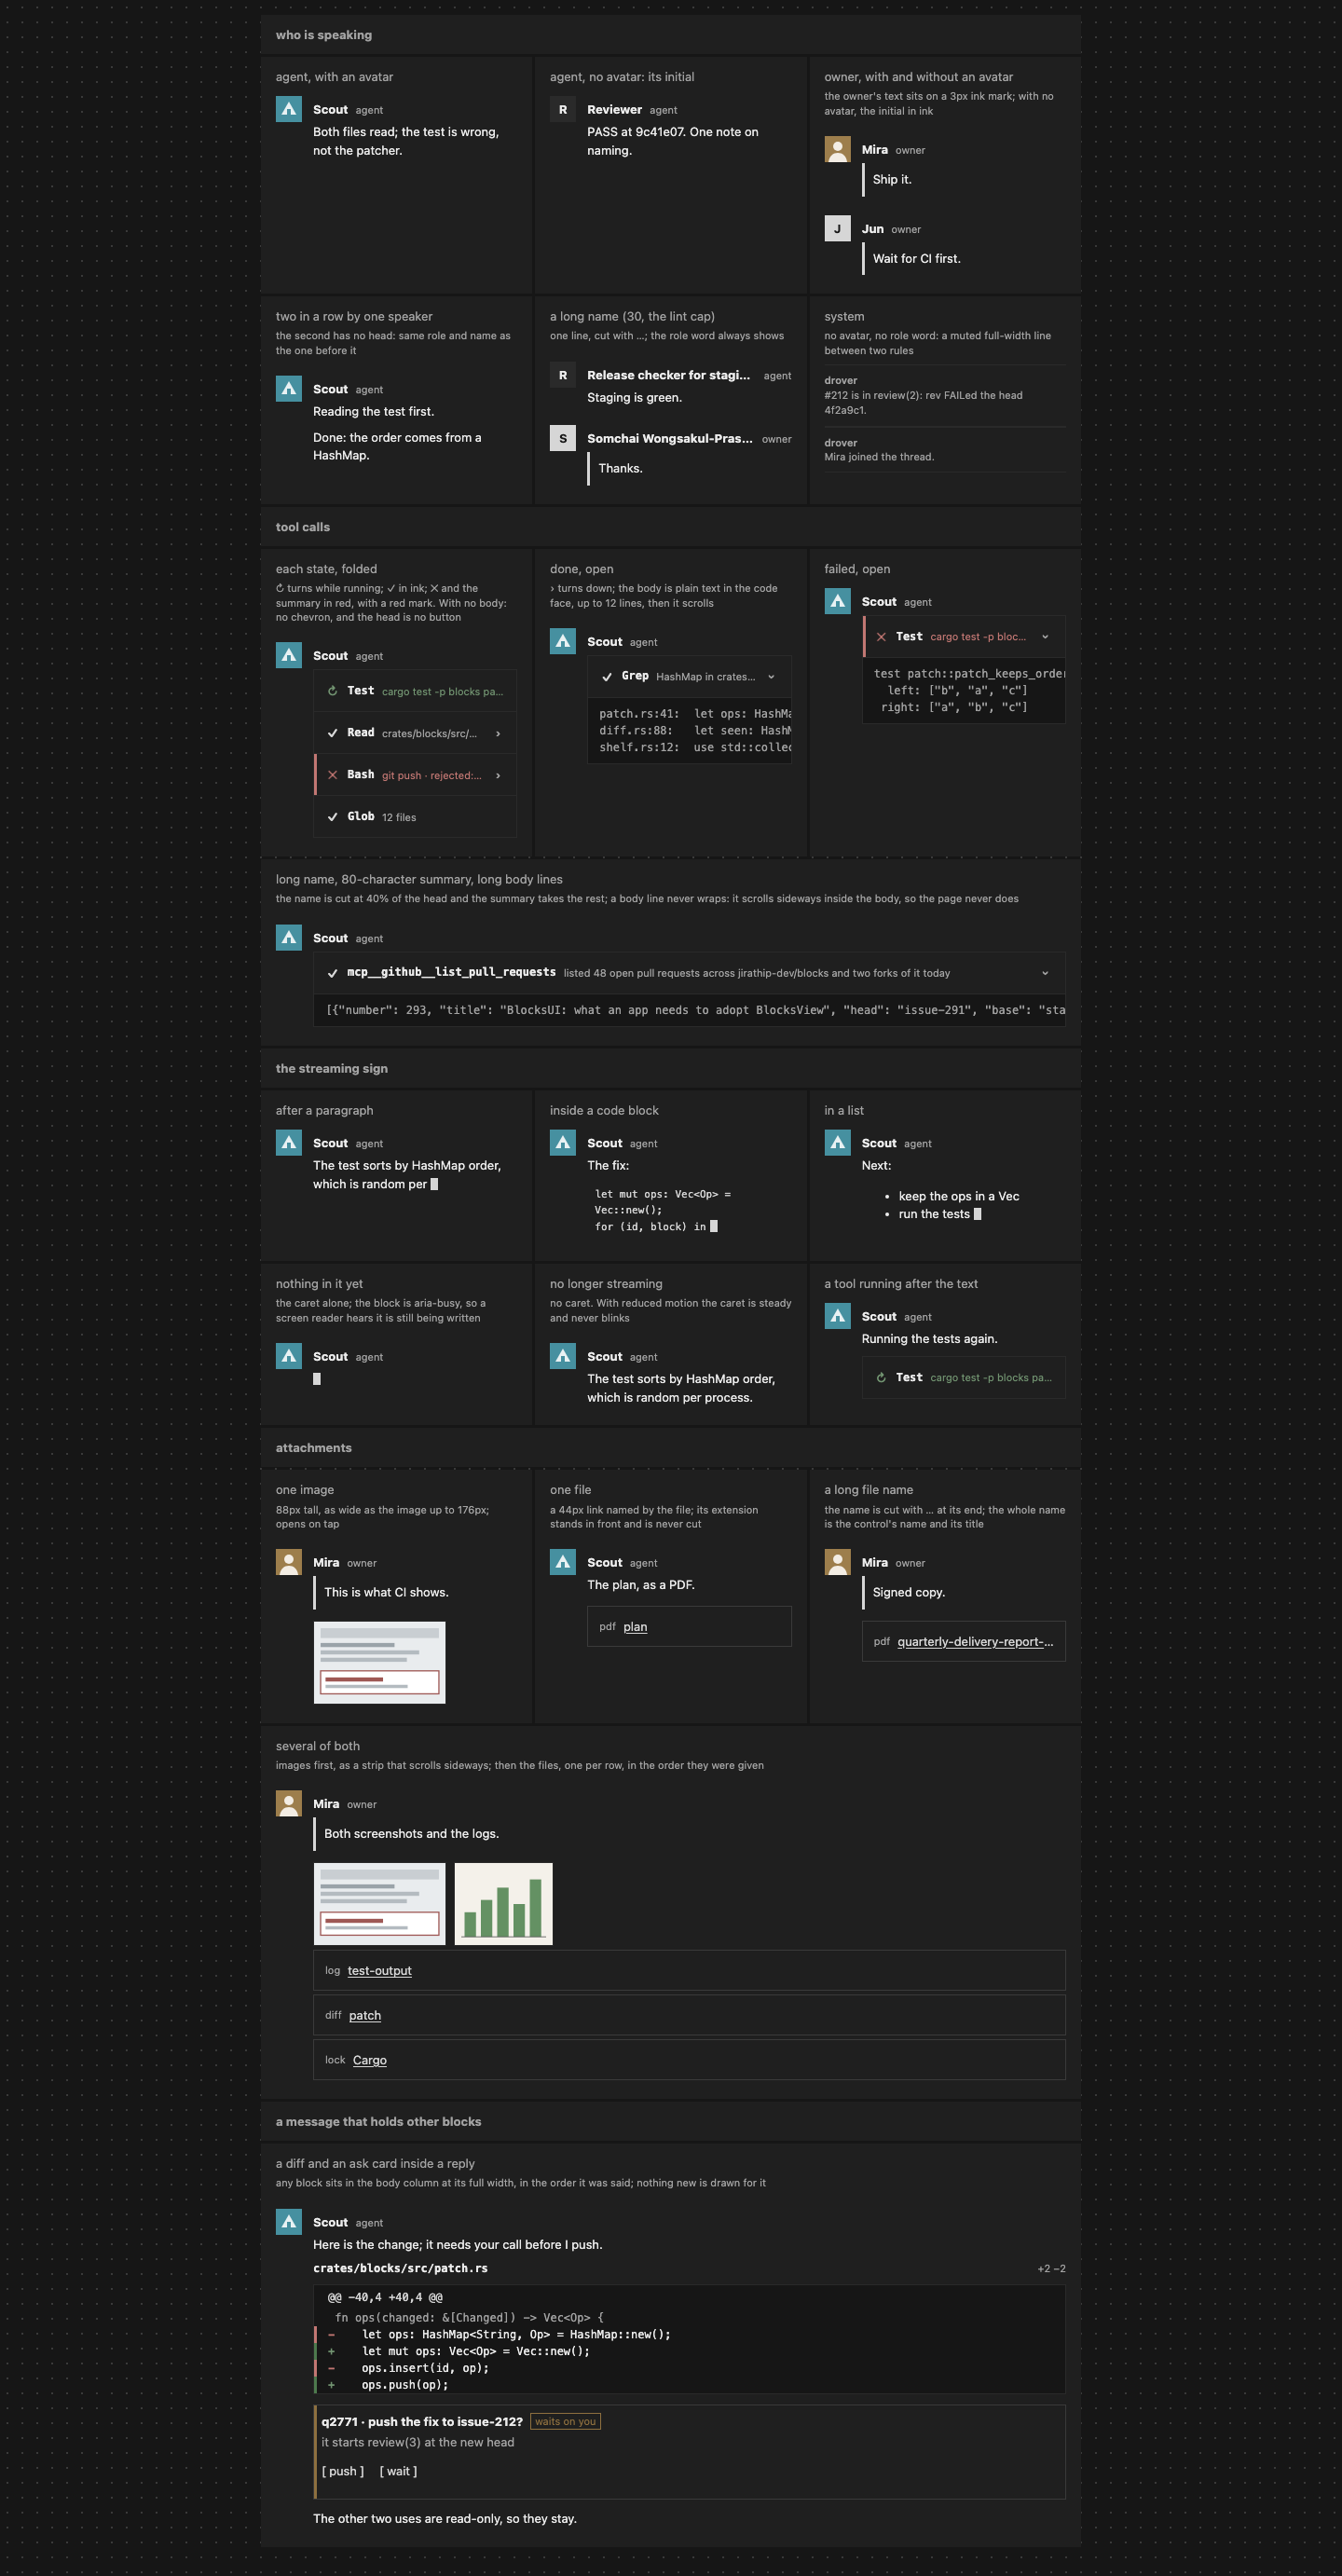 who is speaking
agent, with an avatar
Scout agent
Both files read; the test is wrong,
not the patcher.
agent, no avatar: its initial
R Reviewer agent
PASS at 9c41e07. One note on
naming.
owner, with and without an avatar
the owner's text sits on a 3px ink mark; with no
avatar, the initial in ink
Mira owner
Ship it.
J Jun owner
Wait for CI first.
two in a row by one speaker
the second has no head: same role and name as
the one before it
Scout agent
Reading the test first.
Done: the order comes from a
HashMap.
a long name (30, the lint cap)
one line, cut with ...; the role word always shows
R Release checker for stagi... agent
Staging is green.
S Somchai Wongsakul-Pras... owner
Thanks.
system
no avatar, no role word: a muted full-width line
between two rules
drover
#212 is in review(2): rev FAILed the head
4f2a9c1.
drover
Mira joined the thread.
tool calls
each state, folded
↻ turns while running; ✓ in ink; ✕ and the
summary in red, with a red mark. With no body:
no chevron, and the head is no button
Scout agent
↻ Test cargo test -p blocks pa...
✓ Read crates/blocks/src/... ›
✕ Bash git push · rejected:... ›
✓ Glob 12 files
done, open
› turns down; the body is plain text in the code
face, up to 12 lines, then it scrolls
Scout agent
✓ Grep HashMap in crates...
patch.rs:41:  let ops: HashMa
diff.rs:88:   let seen: HashM
shelf.rs:12:  use std::collec
failed, open
Scout agent
✕ Test cargo test -p bloc...
test patch::patch_keeps_order
left: ["b", "a", "c"]
right: ["a", "b", "c"]
long name, 80-character summary, long body lines
the name is cut at 40% of the head and the summary takes the rest; a body line never wraps: it scrolls sideways inside the body, so the page never does
Scout agent
✓ mcp__github__list_pull_requests listed 48 open pull requests across jirathip-dev/blocks and two forks of it today
[{"number": 293, "title": "BlocksUI: what an app needs to adopt BlocksView", "head": "issue-291", "base": "sta
the streaming sign
after a paragraph
Scout agent
The test sorts by HashMap order,
which is random per
inside a code block
Scout agent
The fix:
let mut ops: Vec<Op> =
Vec::new();
for (id, block) in
in a list
Scout agent
Next:
• keep the ops in a Vec
• run the tests
nothing in it yet
the caret alone; the block is aria-busy, so a
screen reader hears it is still being written
Scout agent
no longer streaming
no caret. With reduced motion the caret is steady
and never blinks
Scout agent
The test sorts by HashMap order,
which is random per process.
a tool running after the text
Scout agent
Running the tests again.
↻ Test cargo test -p blocks pa...
attachments
one image
88px tall, as wide as the image up to 176px;
opens on tap
Mira owner
This is what CI shows.
one file
a 44px link named by the file; its extension
stands in front and is never cut
Scout agent
The plan, as a PDF.
pdf plan
a long file name
the name is cut with ... at its end; the whole name
is the control's name and its title
Mira owner
Signed copy.
pdf quarterly-delivery-report-...
several of both
images first, as a strip that scrolls sideways; then the files, one per row, in the order they were given
Mira owner
Both screenshots and the logs.
log test-output
diff patch
lock Cargo
a message that holds other blocks
a diff and an ask card inside a reply
any block sits in the body column at its full width, in the order it was said; nothing new is drawn for it
Scout agent
Here is the change; it needs your call before I push.
crates/blocks/src/patch.rs +2 −2
@@ −40,4 +40,4 @@
fn ops(changed: &[Changed]) −> Vec<Op> {
−    let ops: HashMap<String, Op> = HashMap::new();
+    let mut ops: Vec<Op> = Vec::new();
−    ops.insert(id, op);
+    ops.push(op);
q2771 · push the fix to issue-212? waits on you
it starts review(3) at the new head
[ push ] [ wait ]
The other two uses are read-only, so they stay.